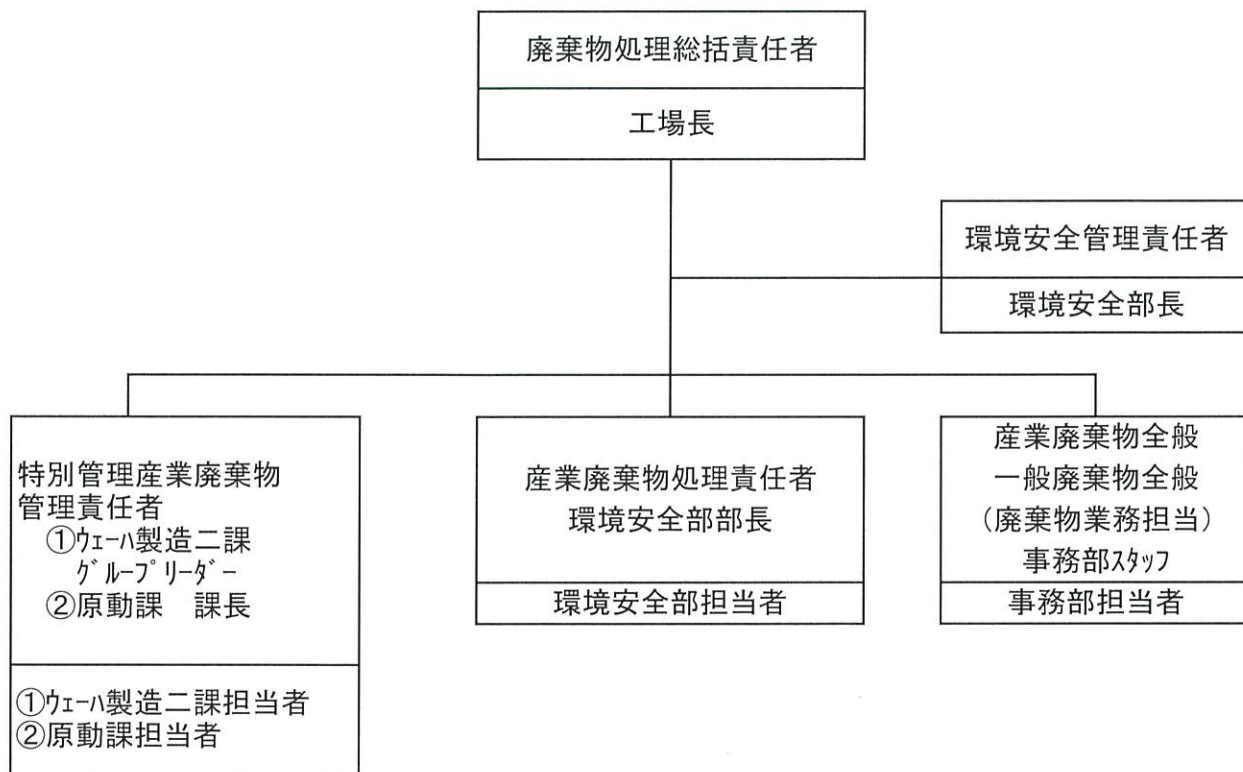 廃棄物処理総括責任者
工場長
環境安全管理責任者
環境安全部長
特別管理産業廃棄物
管理責任者
①ｳｪｰﾊ製造二課
ｸﾞﾙｰﾌﾟﾘｰﾀﾞｰ
②原動課　課長
①ｳｪｰﾊ製造二課担当者
②原動課担当者
産業廃棄物処理責任者
環境安全部部長
環境安全部担当者
産業廃棄物全般
一般廃棄物全般
（廃棄物業務担当）
事務部ｽﾀｯﾌ
事務部担当者